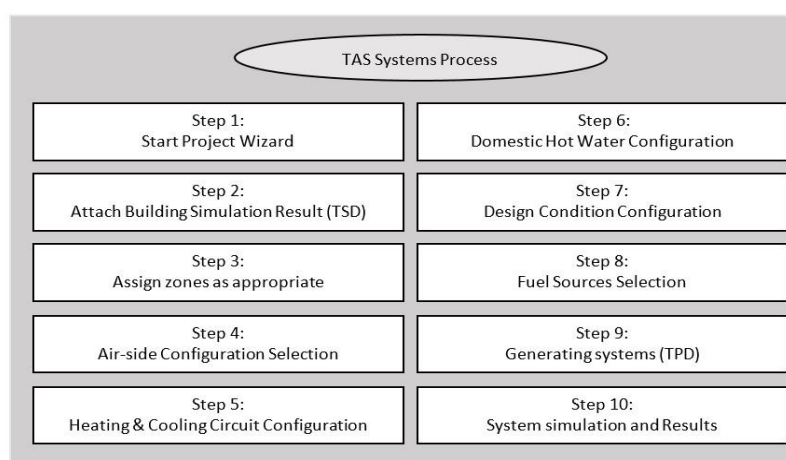 TAS Systems Process
Step 1:
Start Project Wizard
Step 2:
Attach Building Simulation Result (TSD)
Step 3:
Assign zones as appropriate
Step 4:
Air-side Configuration Selection
Step 5:
Heating & Cooling Circuit Configuration
Step 6:
Domestic Hot Water Configuration
Step 7:
Design Condition Configuration
Step 8:
Fuel Sources Selection
Step 9:
Generating systems (TPD)
Step 10:
System simulation and Results